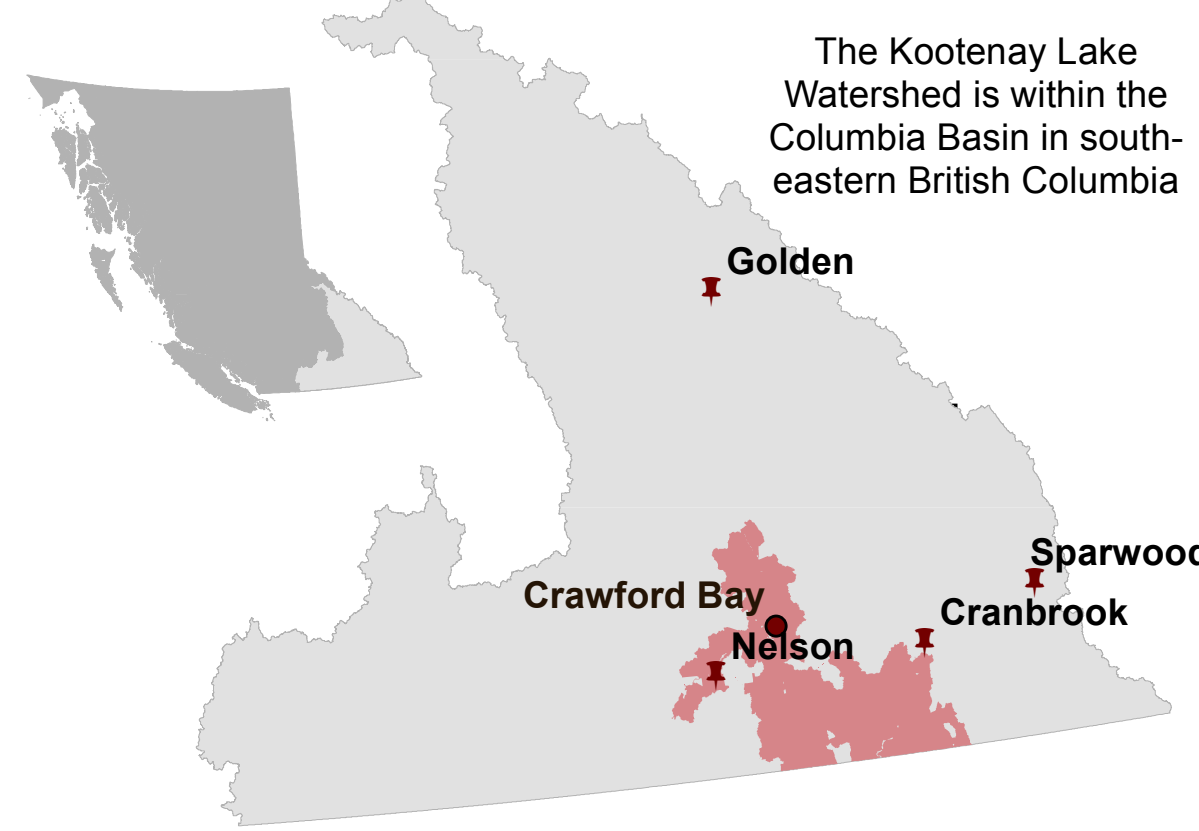 The Kootenay Lake
Watershed is within the
Columbia Basin in south-
eastern British Columbia
Golden
Sparwood
Crawford Bay
Cranbrook
Nelson